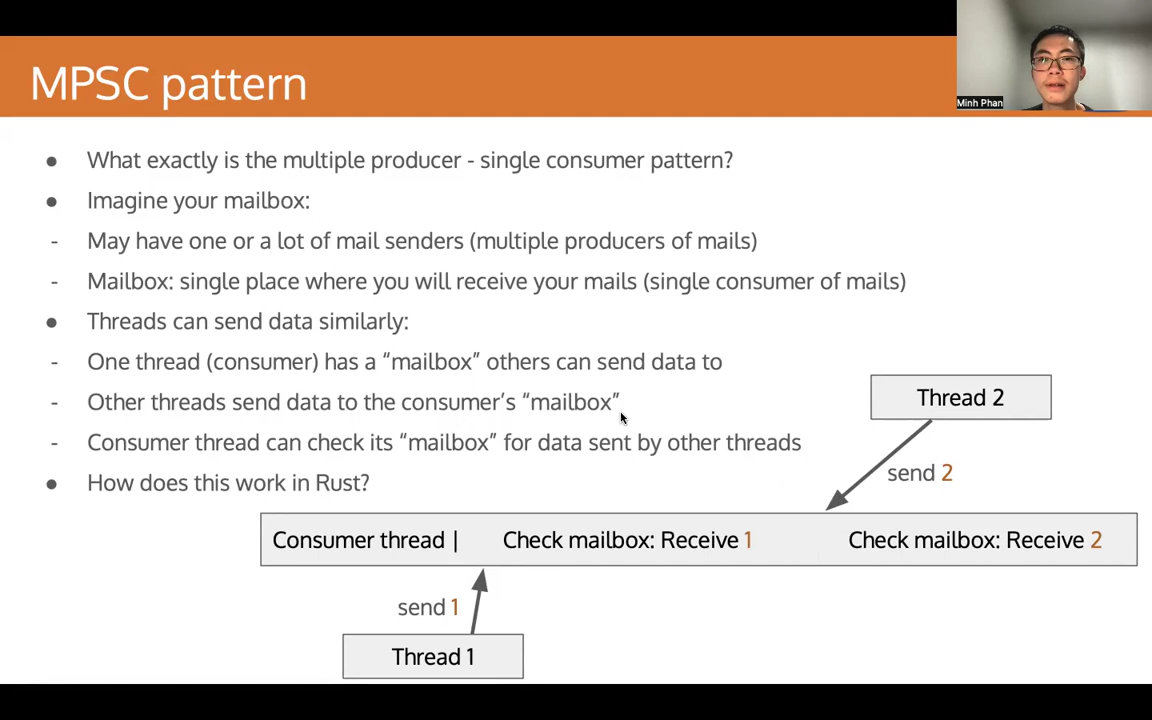 MPSC pattern
Minh Phan
● What exactly is the multiple producer - single consumer pattern?
● Imagine your mailbox:
- May have one or a lot of mail senders (multiple producers of mails)
- Mailbox: single place where you will receive your mails (single consumer of mails)
● Threads can send data similarly:
- One thread (consumer) has a “mailbox” others can send data to
- Other threads send data to the consumer’s “mailbox”
- Consumer thread can check its “mailbox” for data sent by other threads
● How does this work in Rust?
Thread 2
send 2
Consumer thread | Check mailbox: Receive 1 Check mailbox: Receive 2
send 1
Thread 1